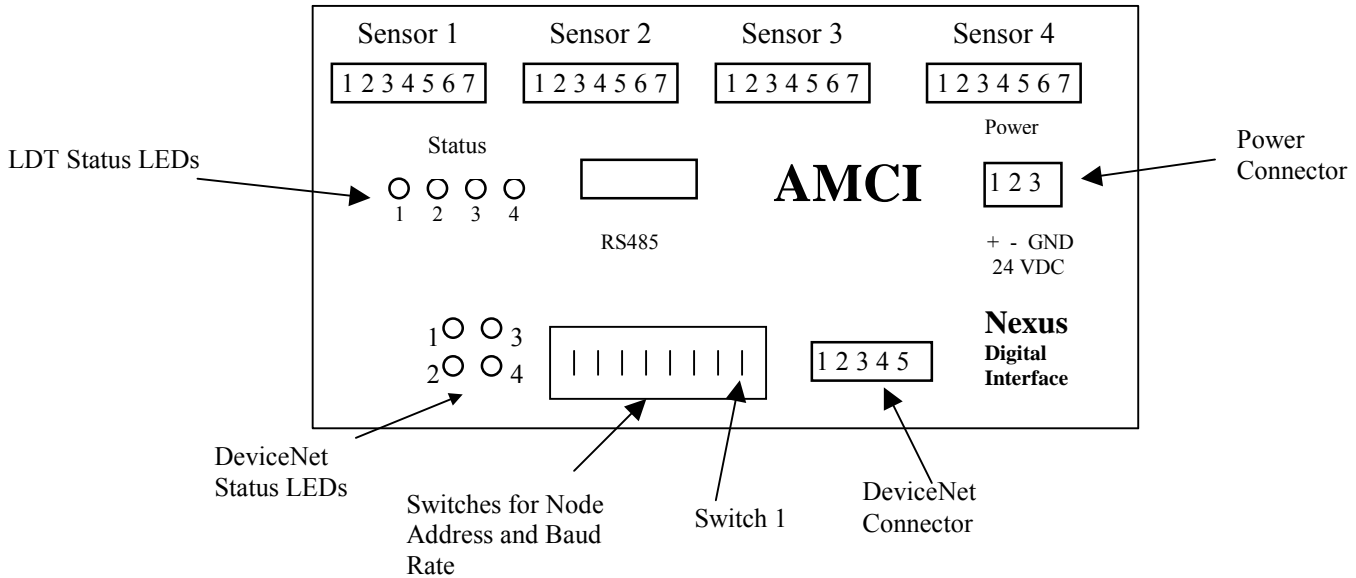 Sensor 1
Sensor 2
Sensor 3
Sensor 4
1 2 3 4 5 6 7
1 2 3 4 5 6 7
1 2 3 4 5 6 7
1 2 3 4 5 6 7
LDT Status LEDs
Status
1 2 3 4
RS485
AMCI
Power
1 2 3
+ - GND
24 VDC
Power
Connector
1
3
2
4
1 2 3 4 5
Nexus
Digital
Interface
DeviceNet
Status LEDs
Switches for Node
Address and Baud
Rate
Switch 1
DeviceNet
Connector